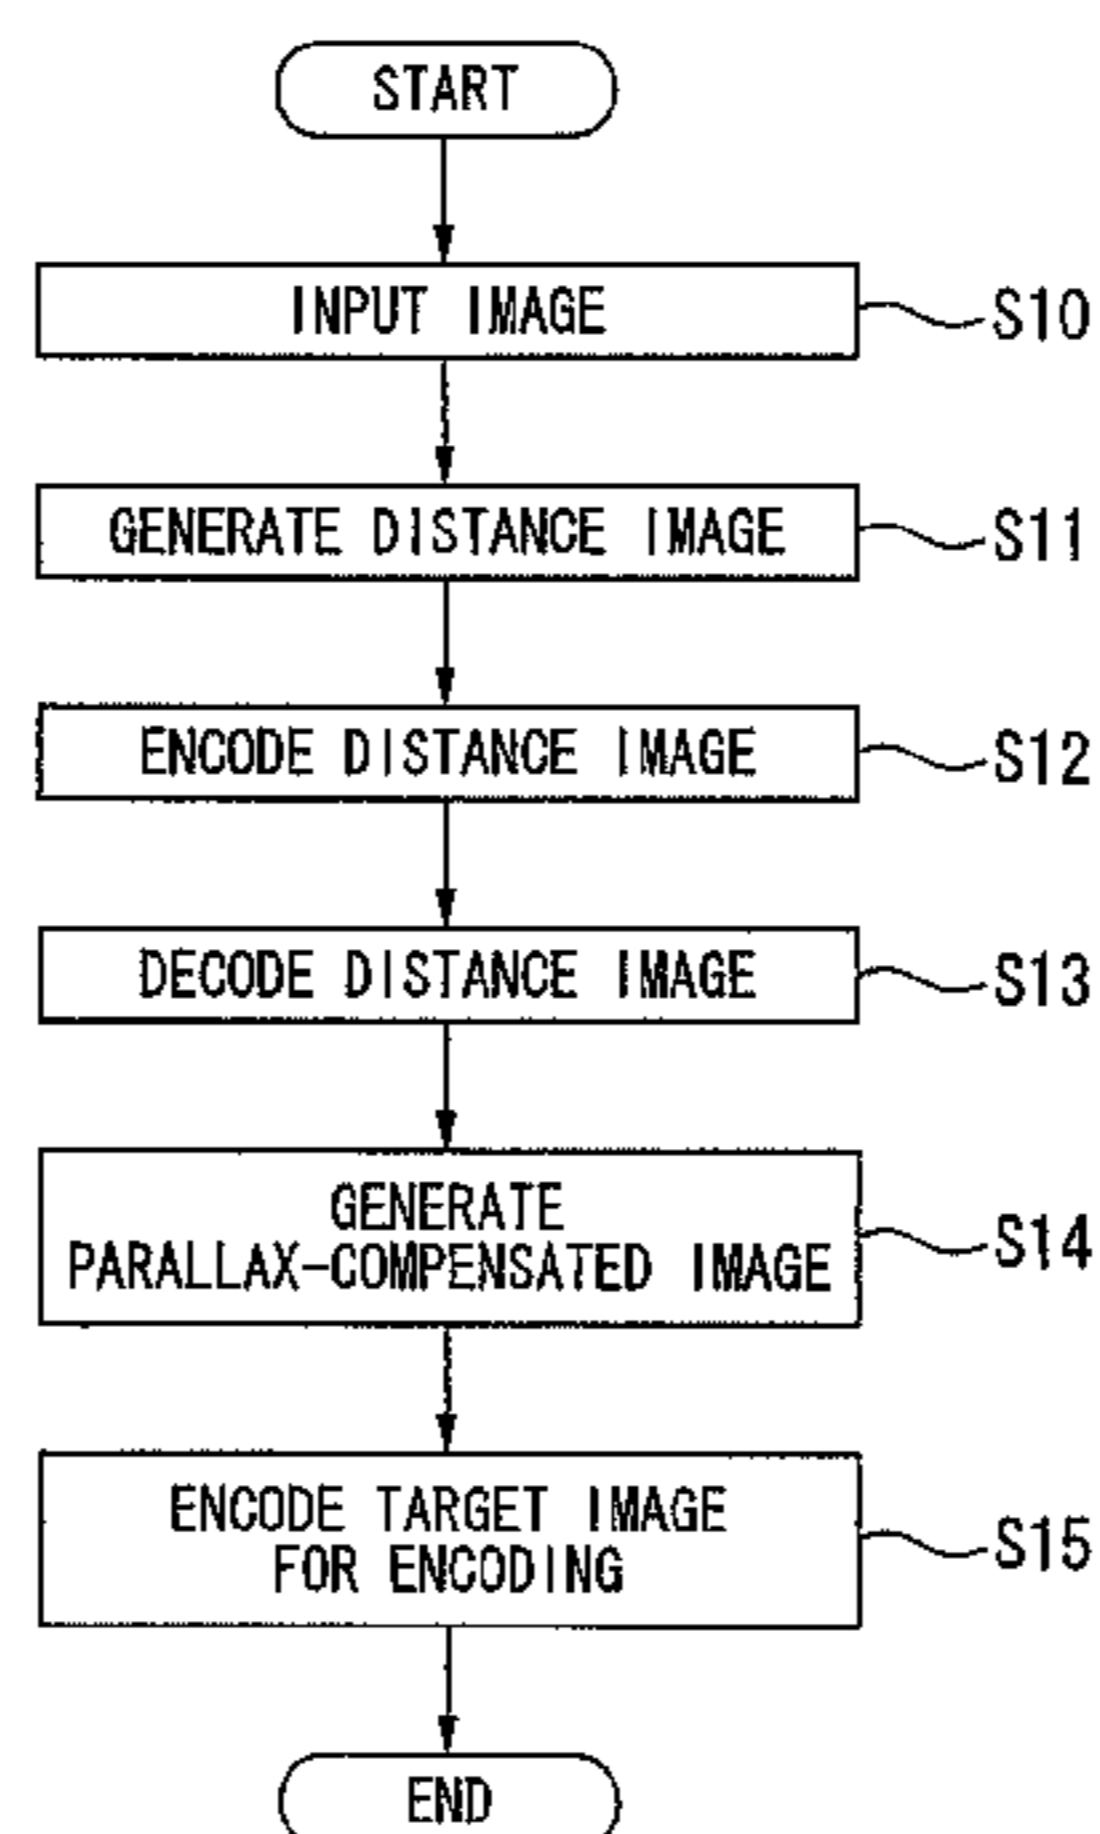 START
INPUT IMAGE
S10
GENERATE DISTANCE IMAGE
S11
ENCODE DISTANCE IMAGE
S12
DECODE DISTANCE IMAGE
S13
GENERATE
PARALLAX-COMPENSATED IMAGE
S14
ENCODE TARGET IMAGE
FOR ENCODING
S15
END